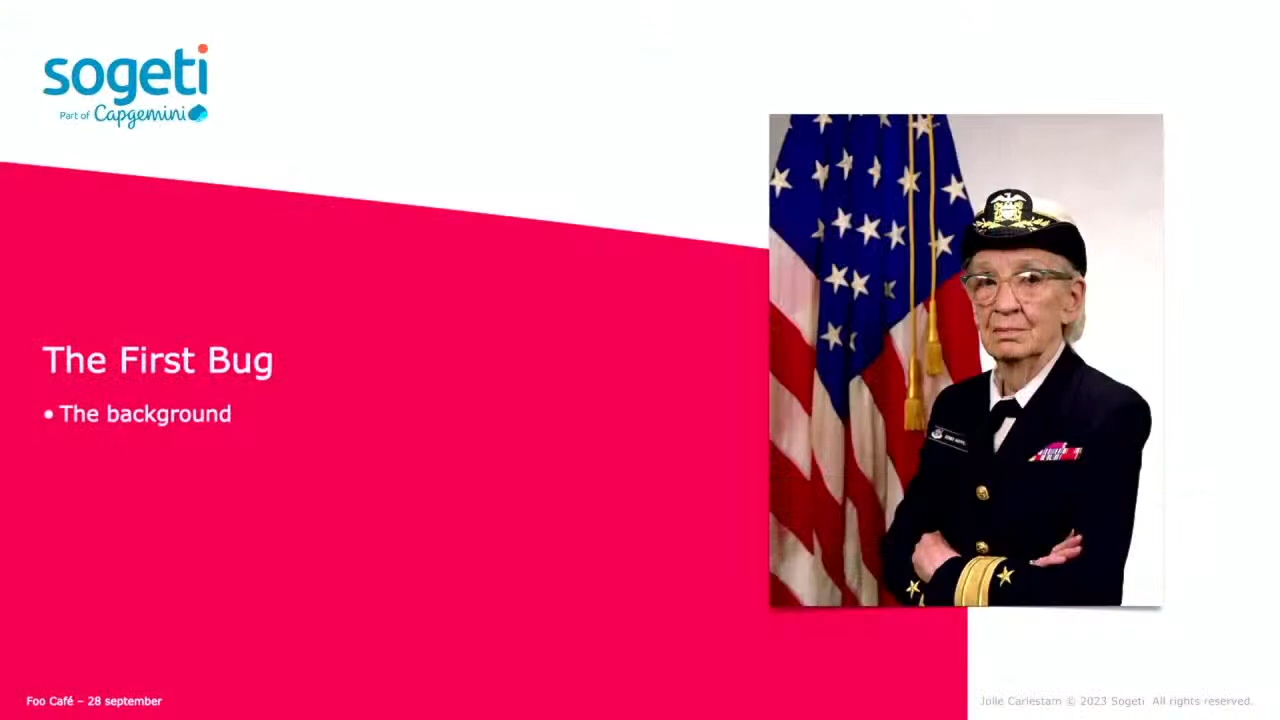 sogeti
Part of Capgemini
The First Bug
• The background
Foo Café – 28 september
Jolie Carlestam © 2023 Sogeti. All rights reserved.